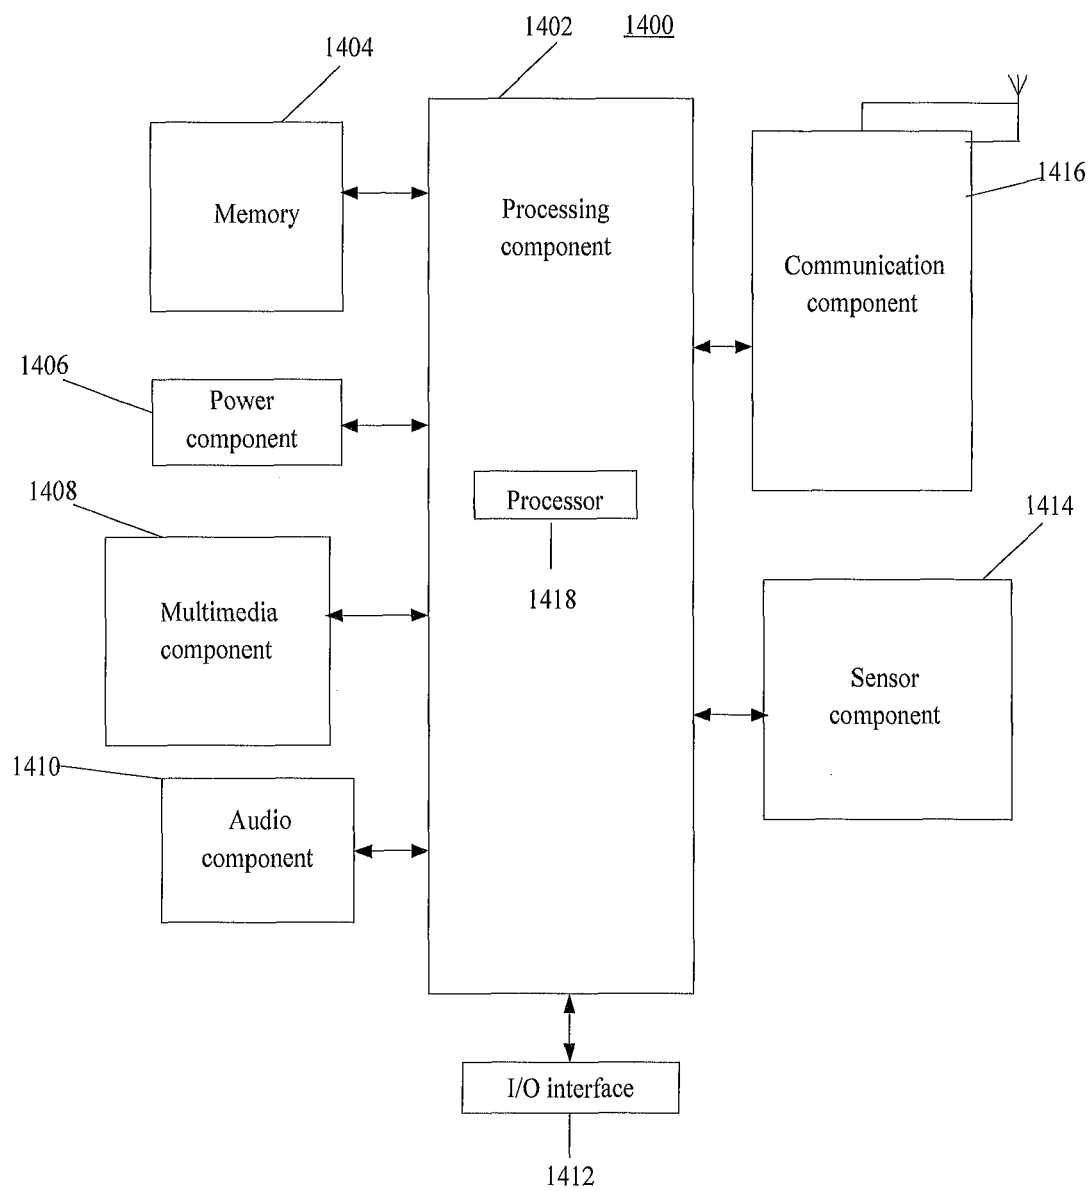 1402
1400
1404
Memory
Processing
component
1416
Communication
component
1406
Power
component
1408
Processor
1418
Multimedia
component
1414
Sensor
component
1410
Audio
component
I/O interface
1412